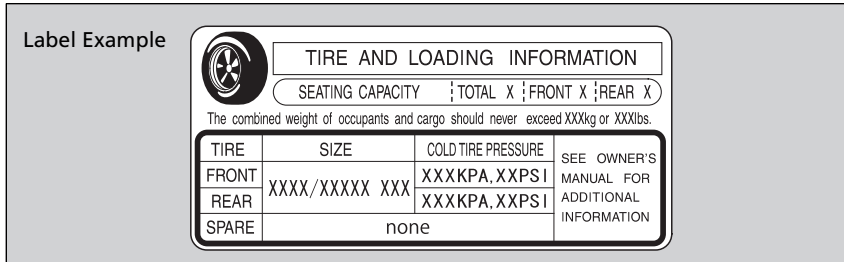 Label Example
TIRE AND LOADING INFORMATION
SEATING CAPACITY TOTAL X FRONT X REAR X
The combined weight of occupants and cargo should never exceed XXXkg or XXXlbs.
TIRE SIZE COLD TIRE PRESSURE
FRONT XXXX/XXXXX XXX XXXKPA,XXPSI
REAR XXXKPA,XXPSI
SPARE none
SEE OWNER'S
MANUAL FOR
ADDITIONAL
INFORMATION